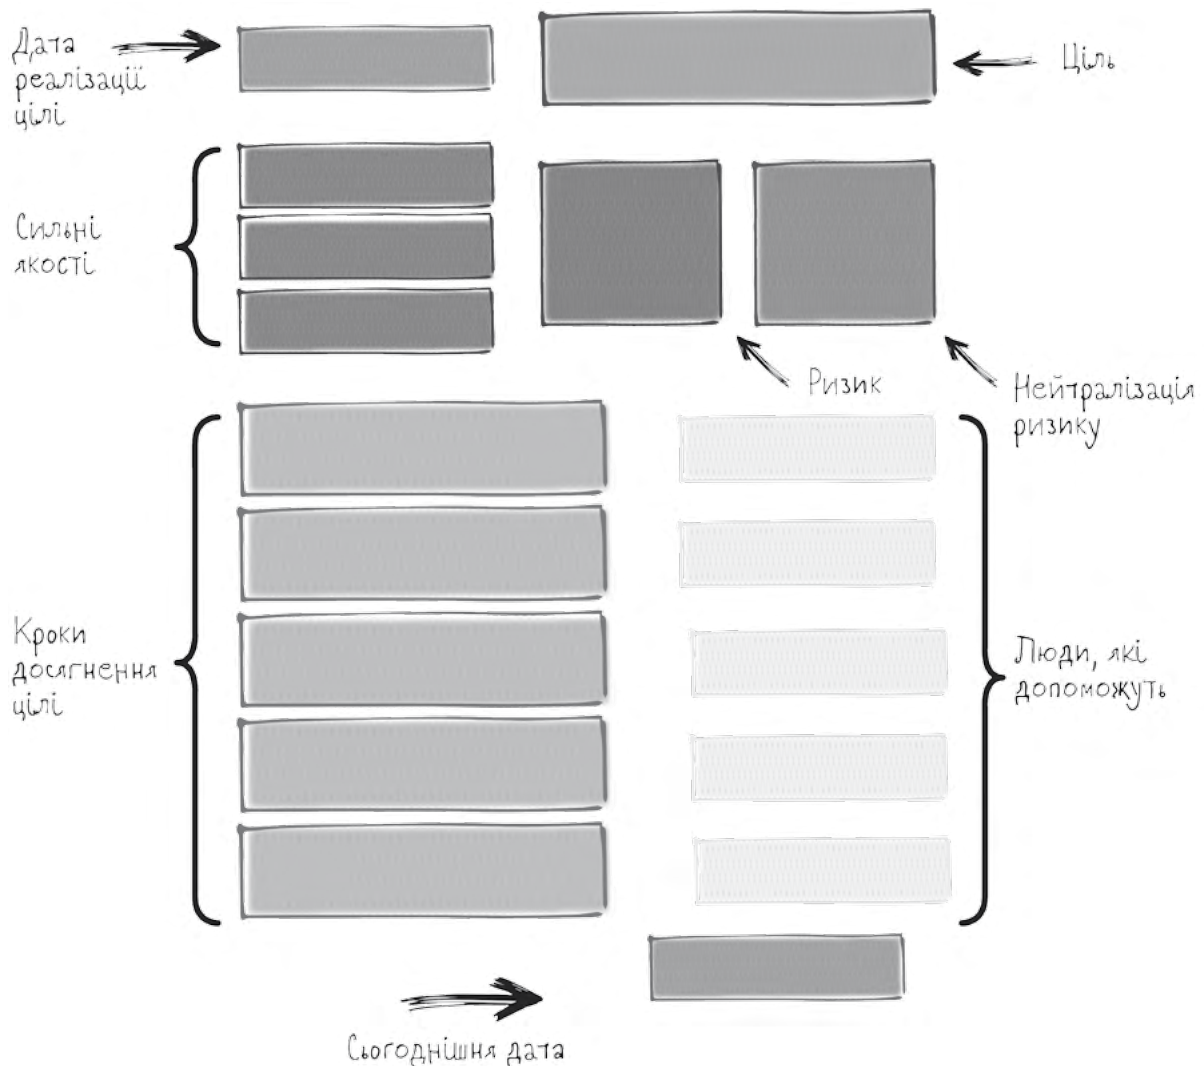 Дата
реалізації
цілі
Ціль
Сильні
якості
Ризик
Нейтралізація
ризику
Кроки
досягнення
цілі
Люди, які
допоможуть
Сьогоднішня дата